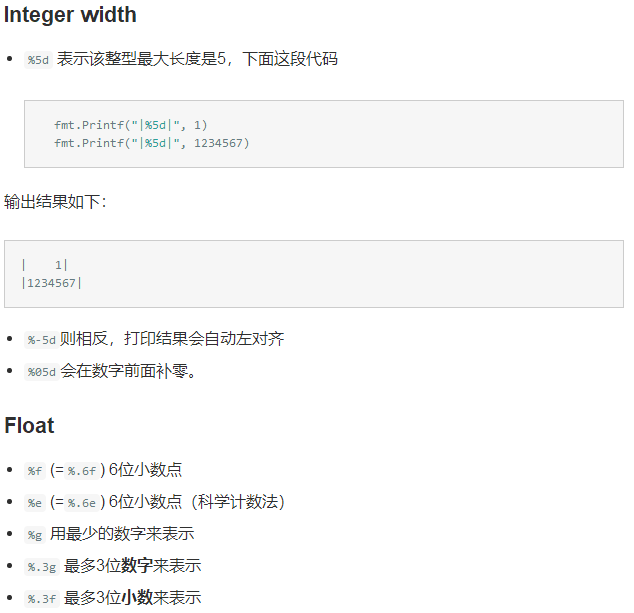 Integer width
%5d 表示该整型最大长度是5，下面这段代码
fmt.Printf("|%5d|", 1)
fmt.Printf("|%5d|", 1234567)
输出结果如下：
|    1|
|1234567|
%-5d 则相反，打印结果会自动左对齐
%05d 会在数字前面补零。
Float
%f (= %.6f ) 6位小数点
%e (= %.6e ) 6位小数点（科学计数法）
%g 用最少的数字来表示
%.3g 最多3位数字来表示
%.3f 最多3位小数来表示